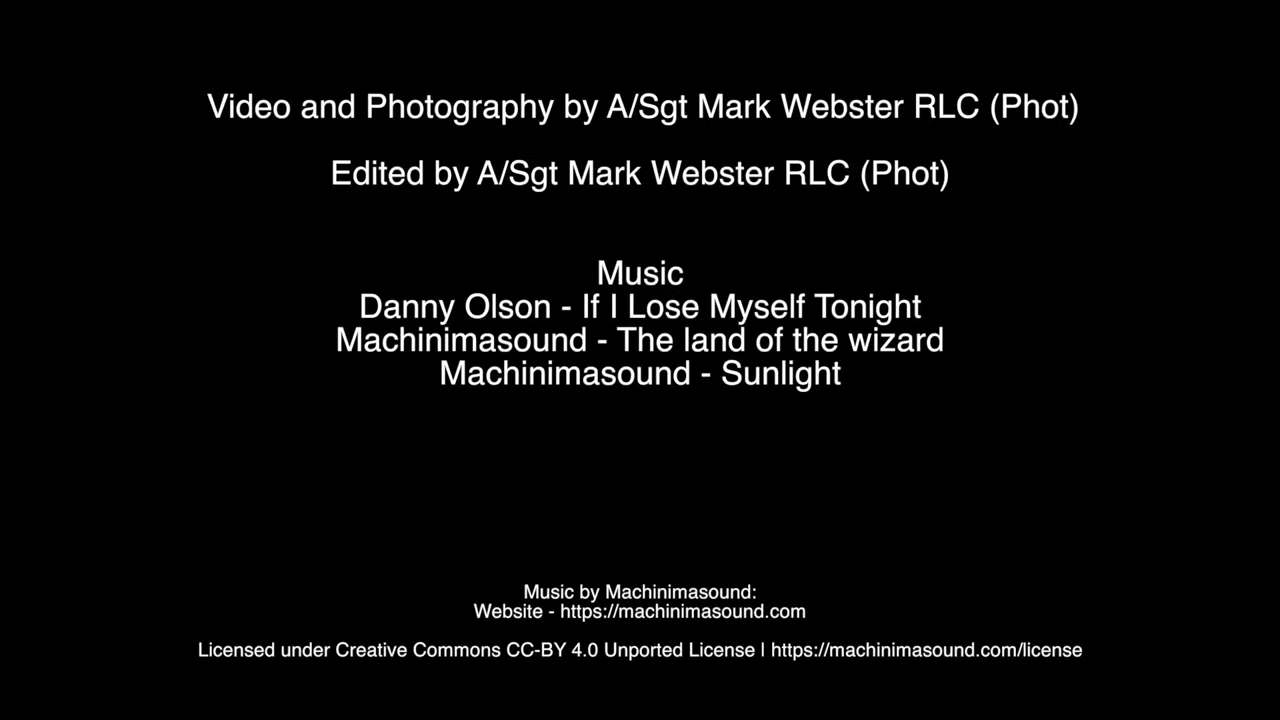 Video and Photography by A/Sgt Mark Webster RLC (Phot)
Edited by A/Sgt Mark Webster RLC (Phot)
Music
Danny Olson - If I Lose Myself Tonight
Machinimasound - The land of the wizard
Machinimasound - Sunlight
Music by Machinimasound:
Website - https://machinimasound.com
Licensed under Creative Commons CC-BY 4.0 Unported License | https://machinimasound.com/license